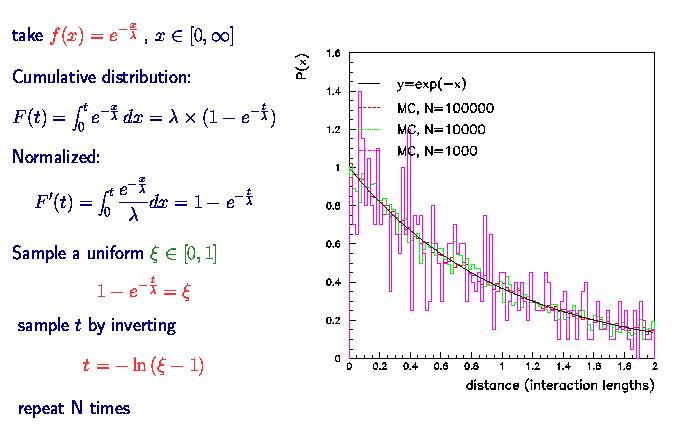 take f(x) = e^{-x/λ} , x ∈ [0, ∞]
Cumulative distribution:
F(t) = ∫_0^t e^{-x/λ} dx = λ × (1 − e^{-t/λ})
Normalized:
F'(t) = ∫_0^t \frac{e^{-x/λ}}{λ} dx = 1 − e^{-t/λ}
Sample a uniform ξ ∈ [0, 1]
1 − e^{-t/λ} = ξ
sample t by inverting
t = − ln (ξ − 1)
repeat N times
P(x)
1.6
1.4
1.2
1
0.8
0.6
0.4
0.2
0
y=exp(−x)
MC, N=100000
MC, N=10000
MC, N=1000
0 0.2 0.4 0.6 0.8 1 1.2 1.4 1.6 1.8 2
distance (interaction lengths)